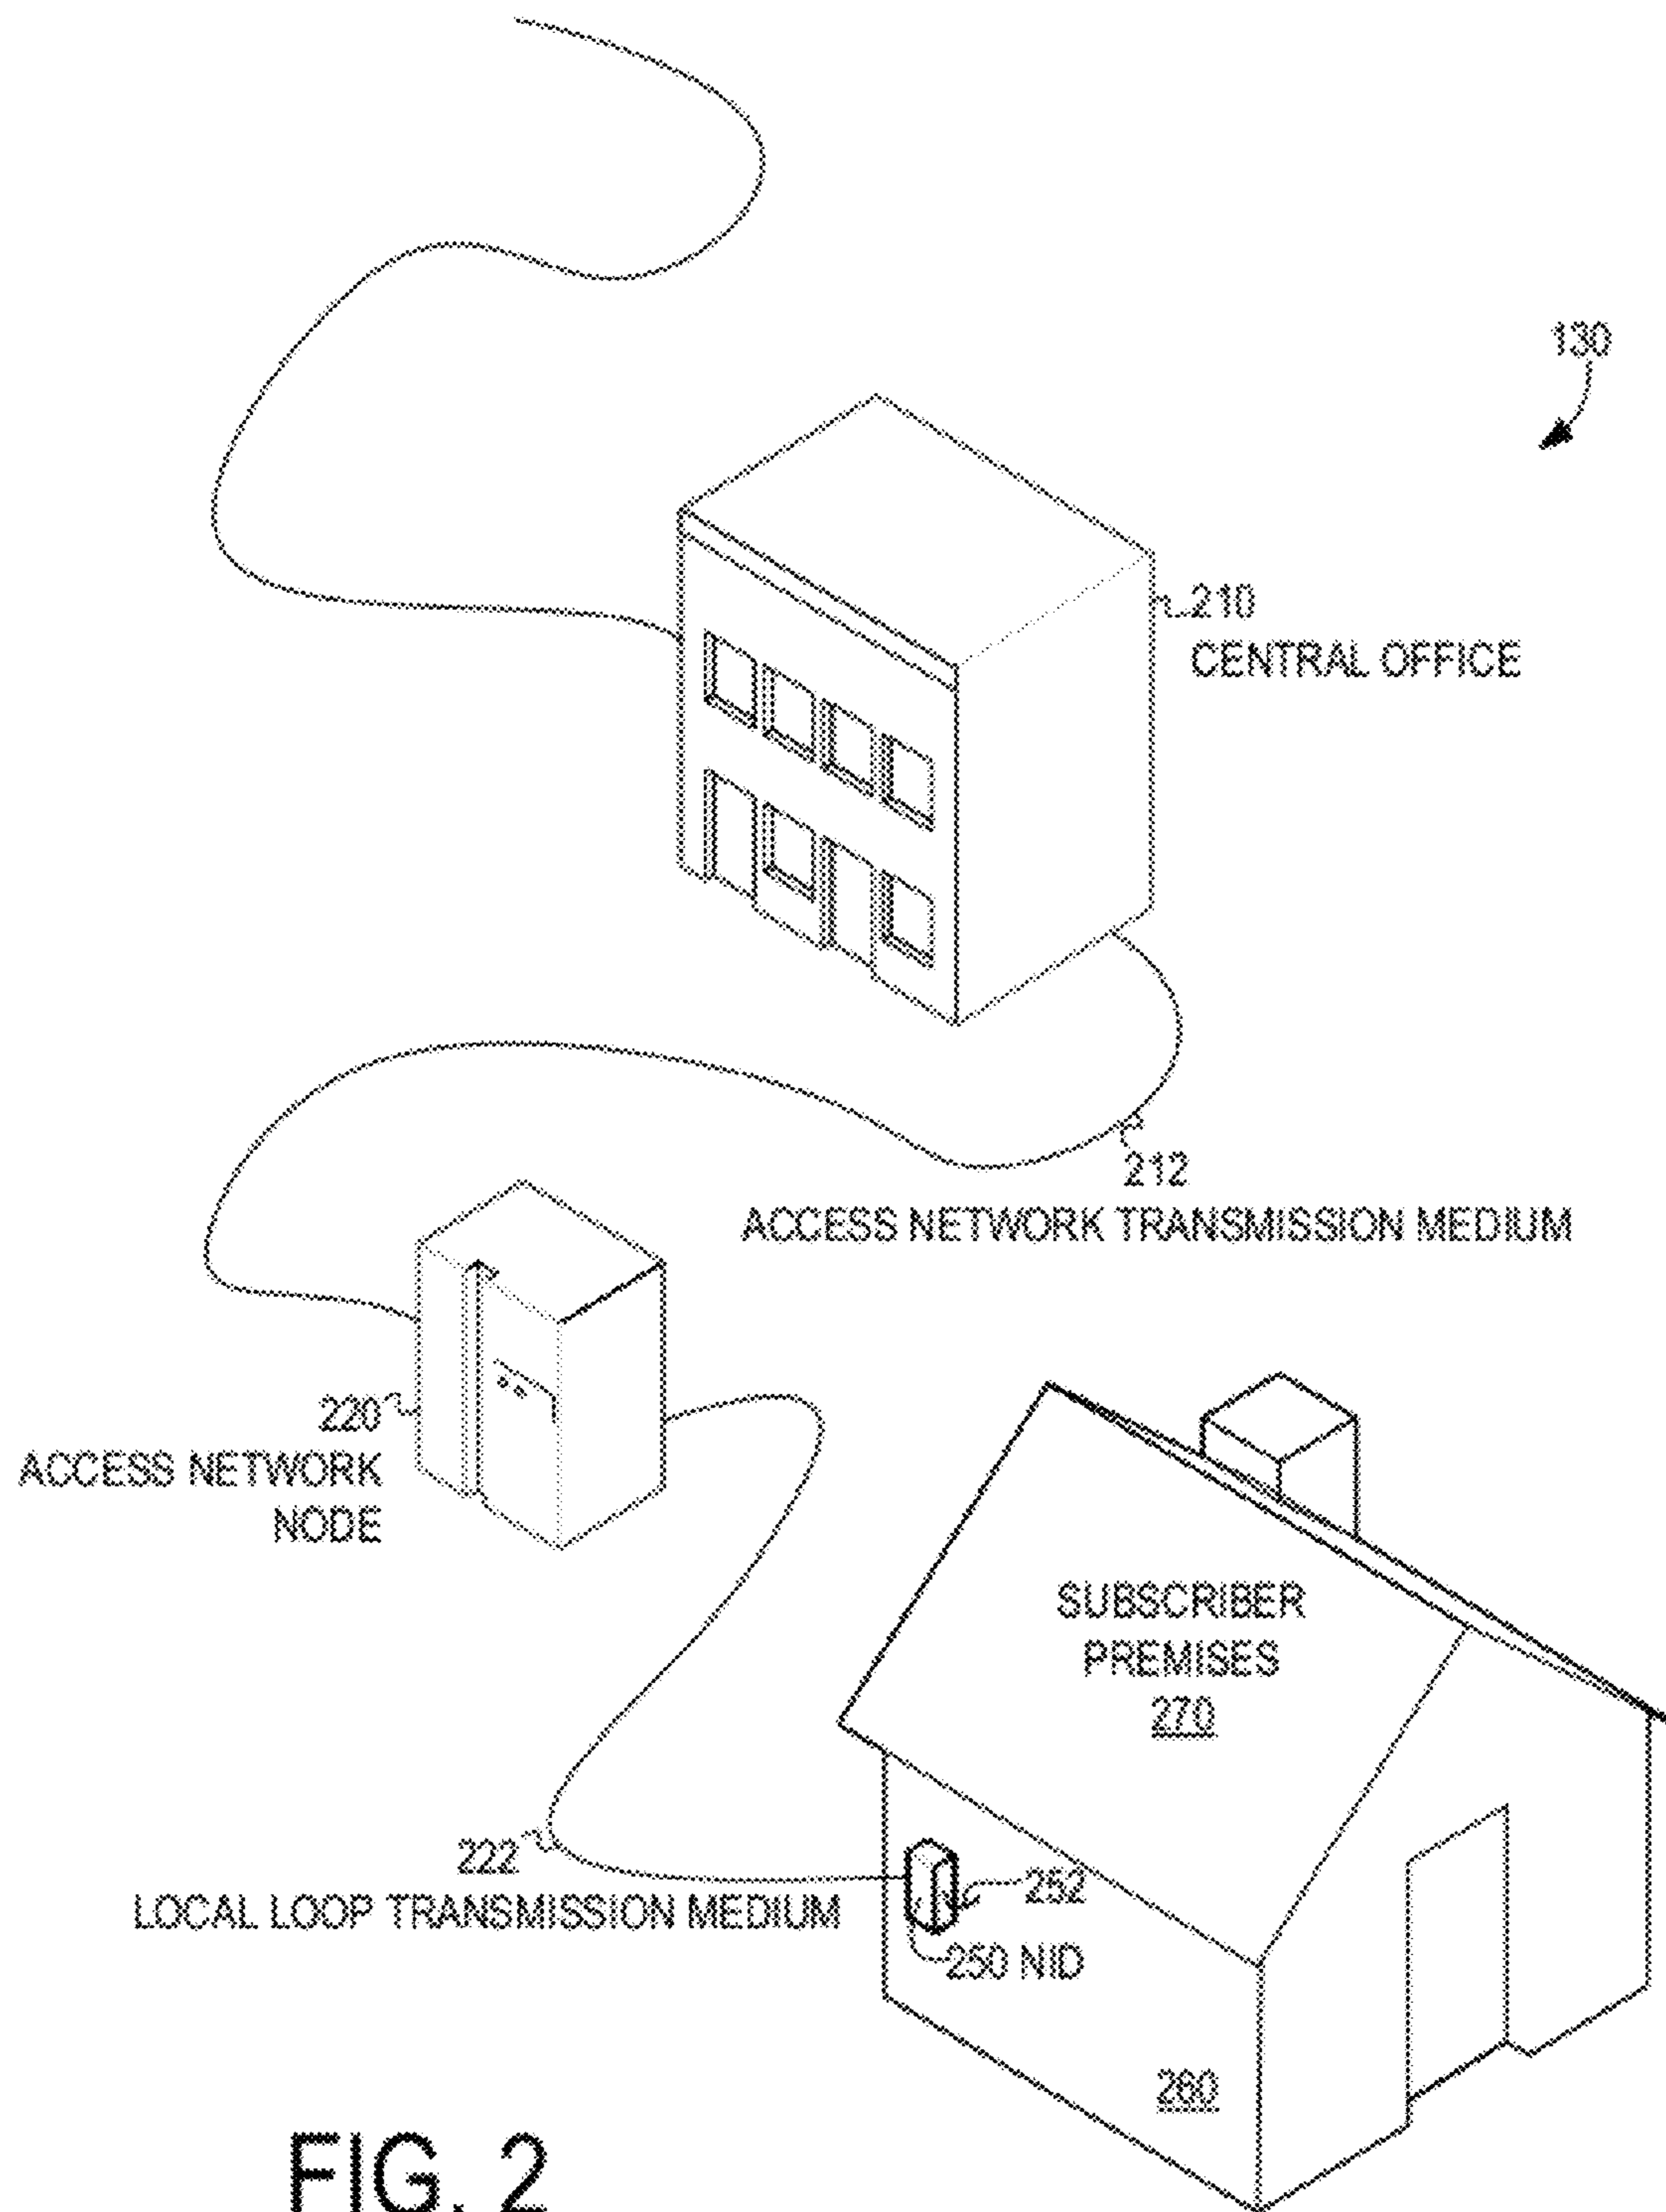 130
210
CENTRAL OFFICE
212
ACCESS NETWORK TRANSMISSION MEDIUM
220
ACCESS NETWORK
NODE
SUBSCRIBER
PREMISES
270
222
LOCAL LOOP TRANSMISSION MEDIUM
252
250 NID
260
FIG. 2